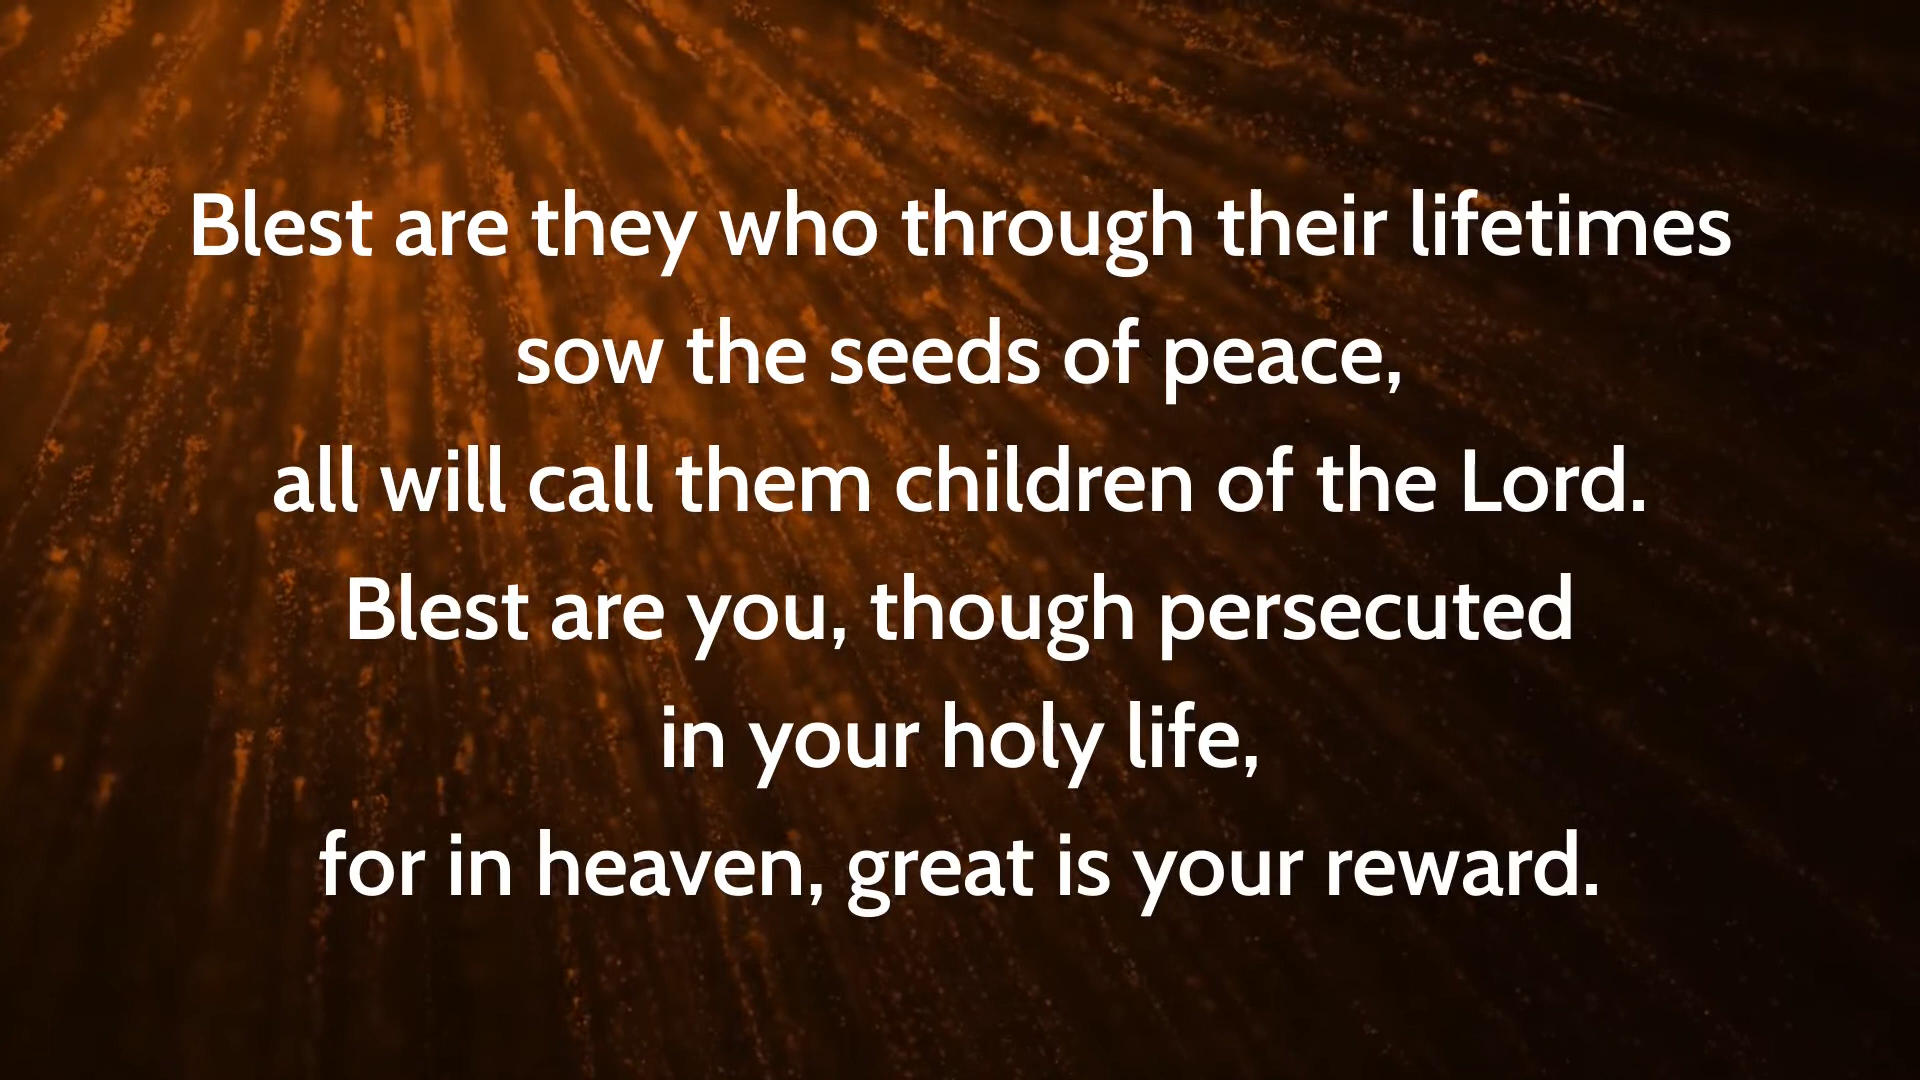 Blest are they who through their lifetimes
sow the seeds of peace,
all will call them children of the Lord.
Blest are you, though persecuted
in your holy life,
for in heaven, great is your reward.